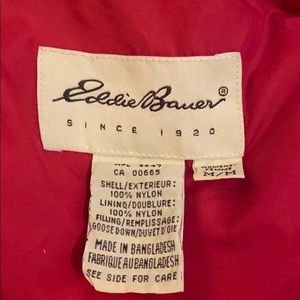 Eddie Bauer®
SINCE 1920
WOMENS/
M/M
CA 00665
SHELL/EXTERIEUR:
100% NYLON
LINING/DOUBLURE:
100% NYLON
FILLING/REMPLISSAGE:
GOOSE DOWN/DUVET D'OIE
MADE IN BANGLADESH
FABRIQUE AU BANGLADESH
SEE SIDE FOR CARE